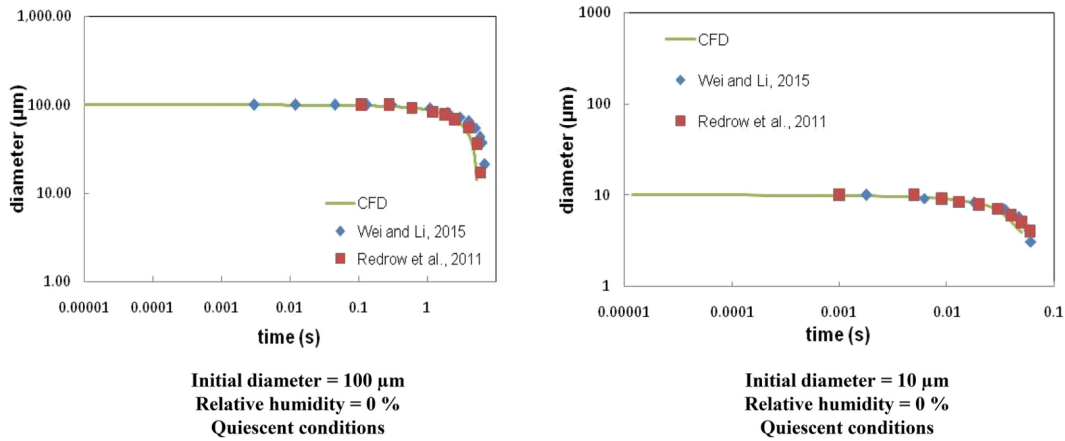 1,000.00
100.00
10.00
1.00
diameter (µm)
CFD
Wei and Li, 2015
Redrow et al., 2011
0.00001 0.0001 0.001 0.01 0.1 1
time (s)
Initial diameter = 100 µm
Relative humidity = 0 %
Quiescent conditions
1000
100
10
1
diameter (µm)
CFD
Wei and Li, 2015
Redrow et al., 2011
0.00001 0.0001 0.001 0.01 0.1
time (s)
Initial diameter = 10 µm
Relative humidity = 0 %
Quiescent conditions